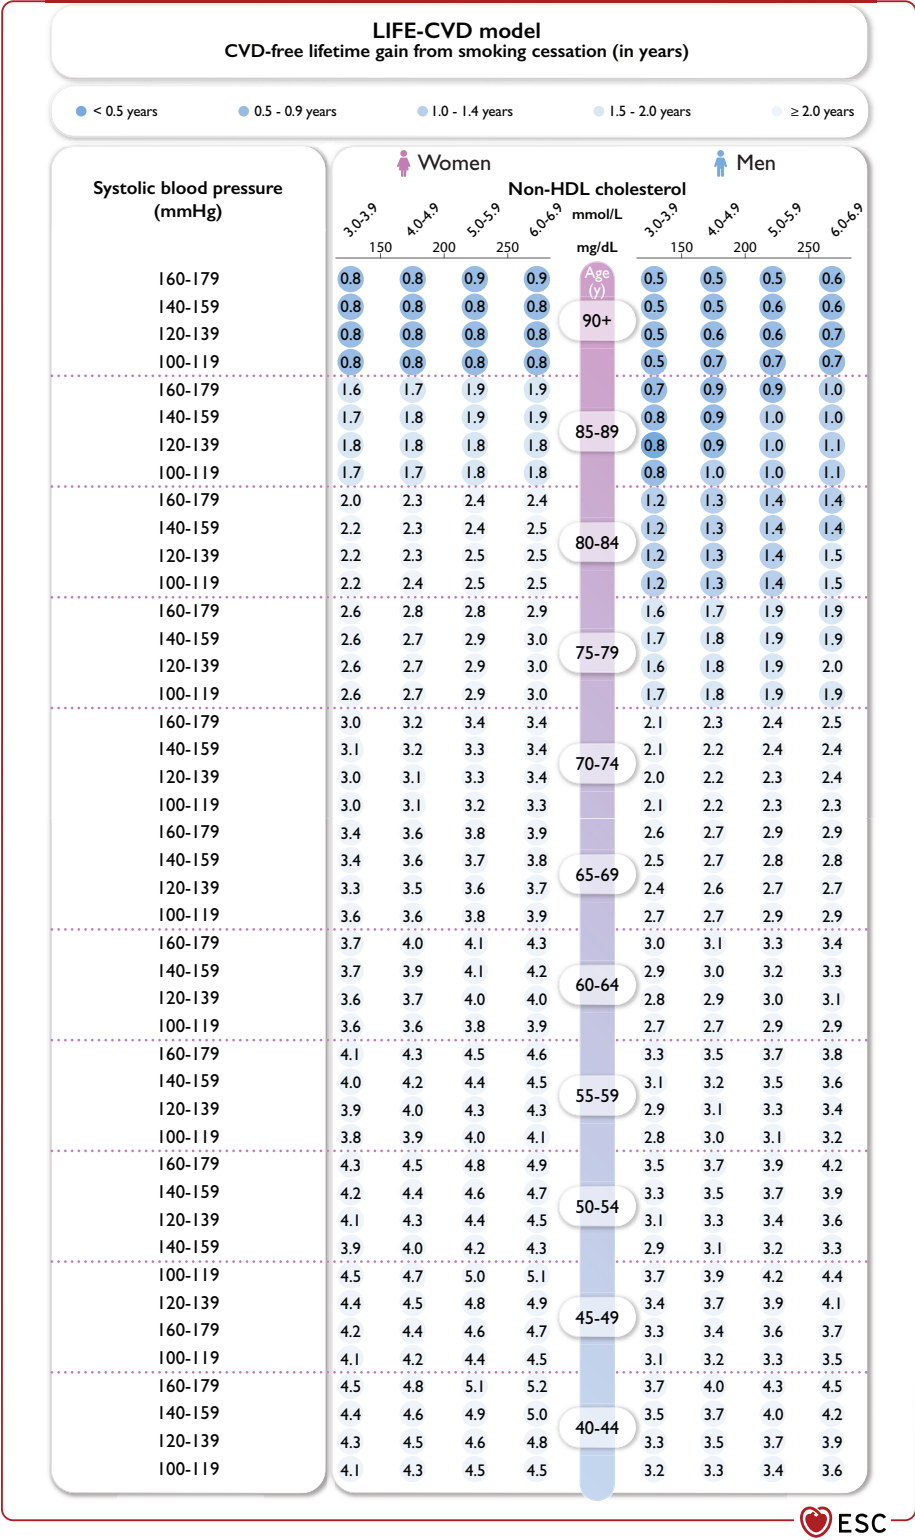 LIFE-CVD model
CVD-free lifetime gain from smoking cessation (in years)
< 0.5 years 0.5 - 0.9 years 1.0 - 1.4 years 1.5 - 2.0 years ≥ 2.0 years
Women Men
Systolic blood pressure
(mmHg)
Non-HDL cholesterol
3.0-3.9 4.0-4.9 5.0-5.9 6.0-6.9 mmol/L 3.0-3.9 4.0-4.9 5.0-5.9 6.0-6.9
150 200 250 mg/dL 150 200 250
Age
(y)
160-179 0.8 0.8 0.9 0.9 0.5 0.5 0.5 0.6
140-159 0.8 0.8 0.8 0.8 0.5 0.5 0.6 0.6
90+
120-139 0.8 0.8 0.8 0.8 0.5 0.6 0.6 0.7
100-119 0.8 0.8 0.8 0.8 0.5 0.7 0.7 0.7
160-179 1.6 1.7 1.9 1.9 0.7 0.9 0.9 1.0
140-159 1.7 1.8 1.9 1.9 0.8 0.9 1.0 1.0
85-89
120-139 1.8 1.8 1.8 1.8 0.8 0.9 1.0 1.1
100-119 1.7 1.7 1.8 1.8 0.8 1.0 1.0 1.1
160-179 2.0 2.3 2.4 2.4 1.2 1.3 1.4 1.4
140-159 2.2 2.3 2.4 2.5 1.2 1.3 1.4 1.4
80-84
120-139 2.2 2.3 2.5 2.5 1.2 1.3 1.4 1.5
100-119 2.2 2.4 2.5 2.5 1.2 1.3 1.4 1.5
160-179 2.6 2.8 2.8 2.9 1.6 1.7 1.9 1.9
140-159 2.6 2.7 2.9 3.0 1.7 1.8 1.9 1.9
75-79
120-139 2.6 2.7 2.9 3.0 1.6 1.8 1.9 2.0
100-119 2.6 2.7 2.9 3.0 1.7 1.8 1.9 1.9
160-179 3.0 3.2 3.4 3.4 2.1 2.3 2.4 2.5
140-159 3.1 3.2 3.3 3.4 2.1 2.2 2.4 2.4
70-74
120-139 3.0 3.1 3.3 3.4 2.0 2.2 2.3 2.4
100-119 3.0 3.1 3.2 3.3 2.1 2.2 2.3 2.3
160-179 3.4 3.6 3.8 3.9 2.6 2.7 2.9 2.9
140-159 3.4 3.6 3.7 3.8 2.5 2.7 2.8 2.8
65-69
120-139 3.3 3.5 3.6 3.7 2.4 2.6 2.7 2.7
100-119 3.6 3.6 3.8 3.9 2.7 2.7 2.9 2.9
160-179 3.7 4.0 4.1 4.3 3.0 3.1 3.3 3.4
140-159 3.7 3.9 4.1 4.2 2.9 3.0 3.2 3.3
60-64
120-139 3.6 3.7 4.0 4.0 2.8 2.9 3.0 3.1
100-119 3.6 3.6 3.8 3.9 2.7 2.7 2.9 2.9
160-179 4.1 4.3 4.5 4.6 3.3 3.5 3.7 3.8
140-159 4.0 4.2 4.4 4.5 3.1 3.2 3.5 3.6
55-59
120-139 3.9 4.0 4.3 4.3 2.9 3.1 3.3 3.4
100-119 3.8 3.9 4.0 4.1 2.8 3.0 3.1 3.2
160-179 4.3 4.5 4.8 4.9 3.5 3.7 3.9 4.2
140-159 4.2 4.4 4.6 4.7 3.3 3.5 3.7 3.9
50-54
120-139 4.1 4.3 4.4 4.5 3.1 3.3 3.4 3.6
140-159 3.9 4.0 4.2 4.3 2.9 3.1 3.2 3.3
100-119 4.5 4.7 5.0 5.1 3.7 3.9 4.2 4.4
120-139 4.4 4.5 4.8 4.9 3.4 3.7 3.9 4.1
45-49
160-179 4.2 4.4 4.6 4.7 3.3 3.4 3.6 3.7
100-119 4.1 4.2 4.4 4.5 3.1 3.2 3.3 3.5
160-179 4.5 4.8 5.1 5.2 3.7 4.0 4.3 4.5
140-159 4.4 4.6 4.9 5.0 3.5 3.7 4.0 4.2
40-44
120-139 4.3 4.5 4.6 4.8 3.3 3.5 3.7 3.9
100-119 4.1 4.3 4.5 4.5 3.2 3.3 3.4 3.6
ESC